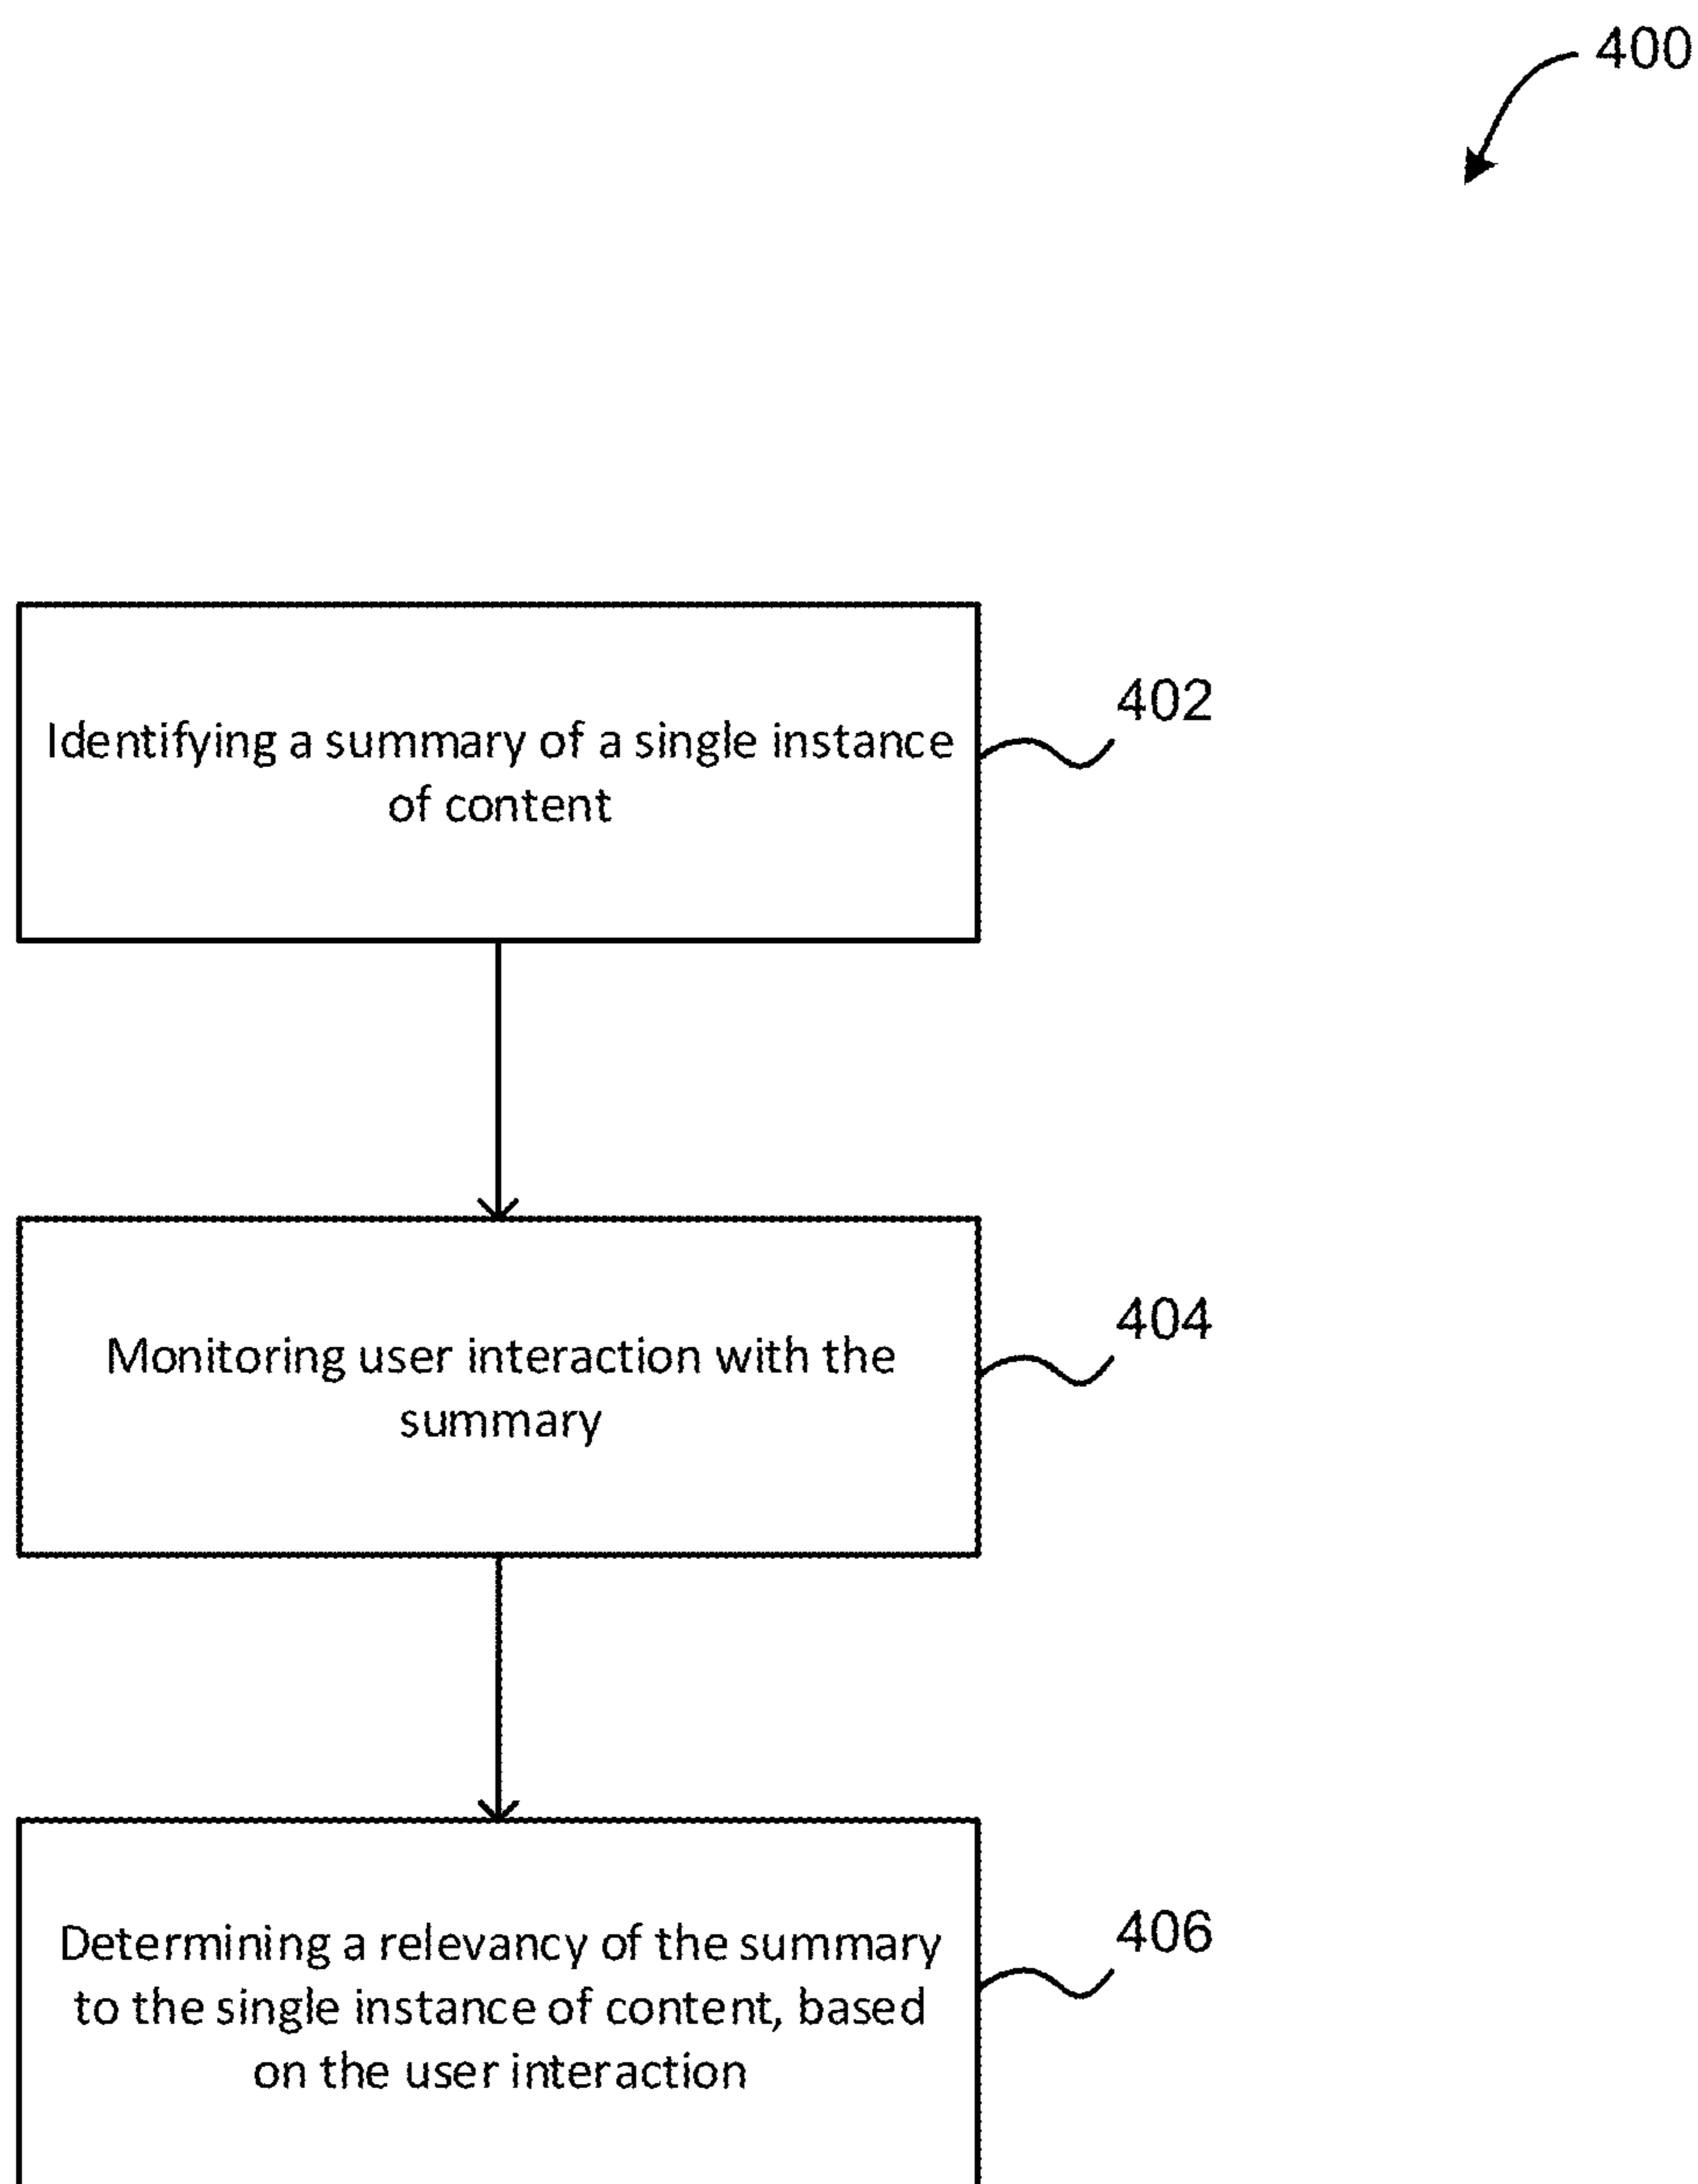 400
Identifying a summary of a single instance
of content
402
Monitoring user interaction with the
summary
404
Determining a relevancy of the summary
to the single instance of content, based
on the user interaction
406